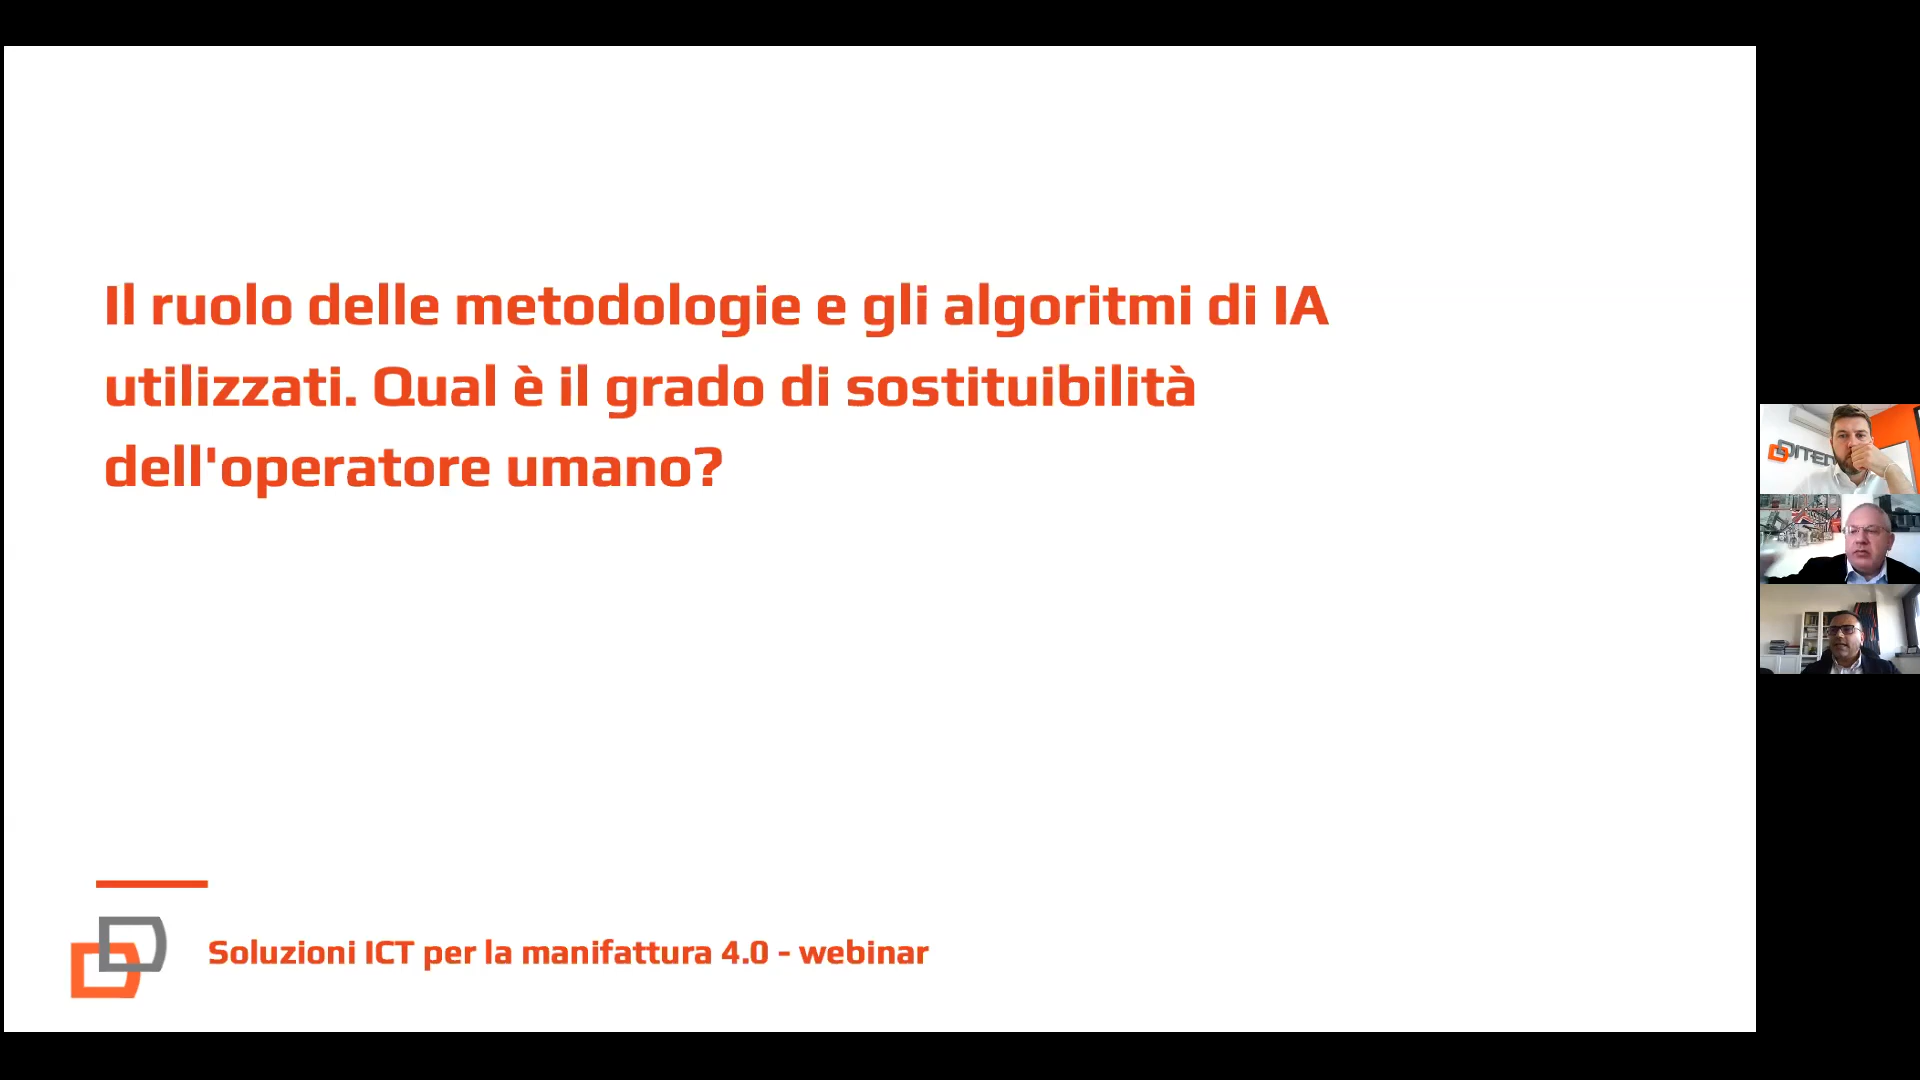 Il ruolo delle metodologie e gli algoritmi di IA
utilizzati. Qual è il grado di sostituibilità
dell'operatore umano?
Soluzioni ICT per la manifattura 4.0 - webinar